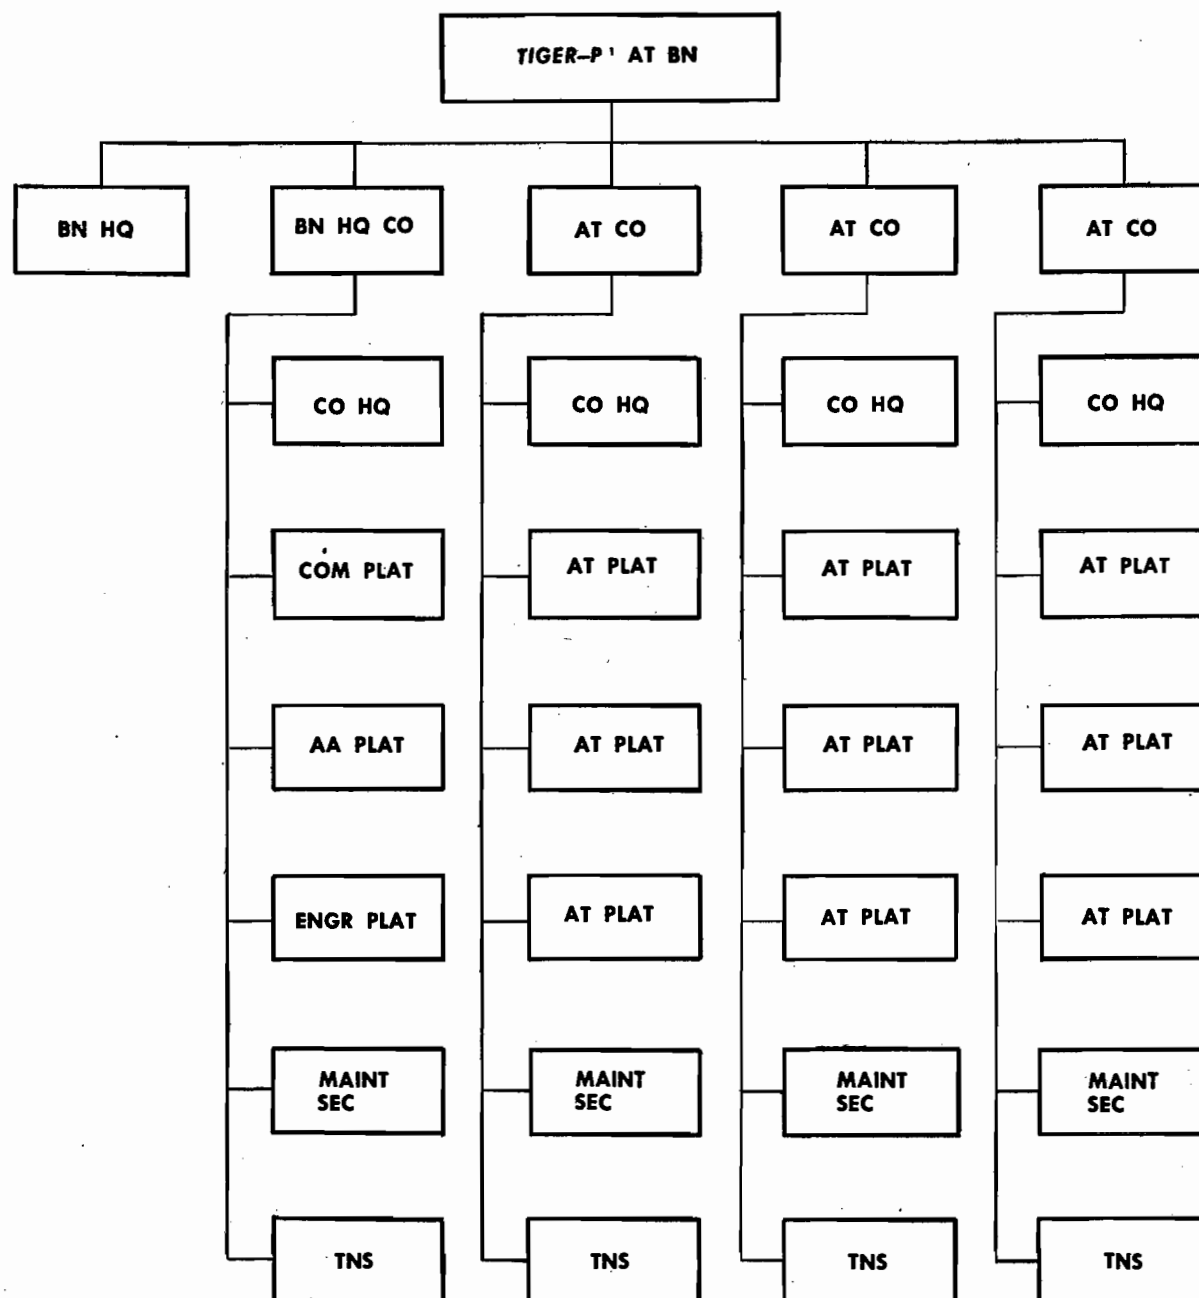 TIGER–P ¹ AT BN
BN HQ
BN HQ CO
AT CO
AT CO
AT CO
CO HQ
CO HQ
CO HQ
CO HQ
COM PLAT
AT PLAT
AT PLAT
AT PLAT
AA PLAT
AT PLAT
AT PLAT
AT PLAT
ENGR PLAT
AT PLAT
AT PLAT
AT PLAT
MAINT
SEC
MAINT
SEC
MAINT
SEC
MAINT
SEC
TNS
TNS
TNS
TNS